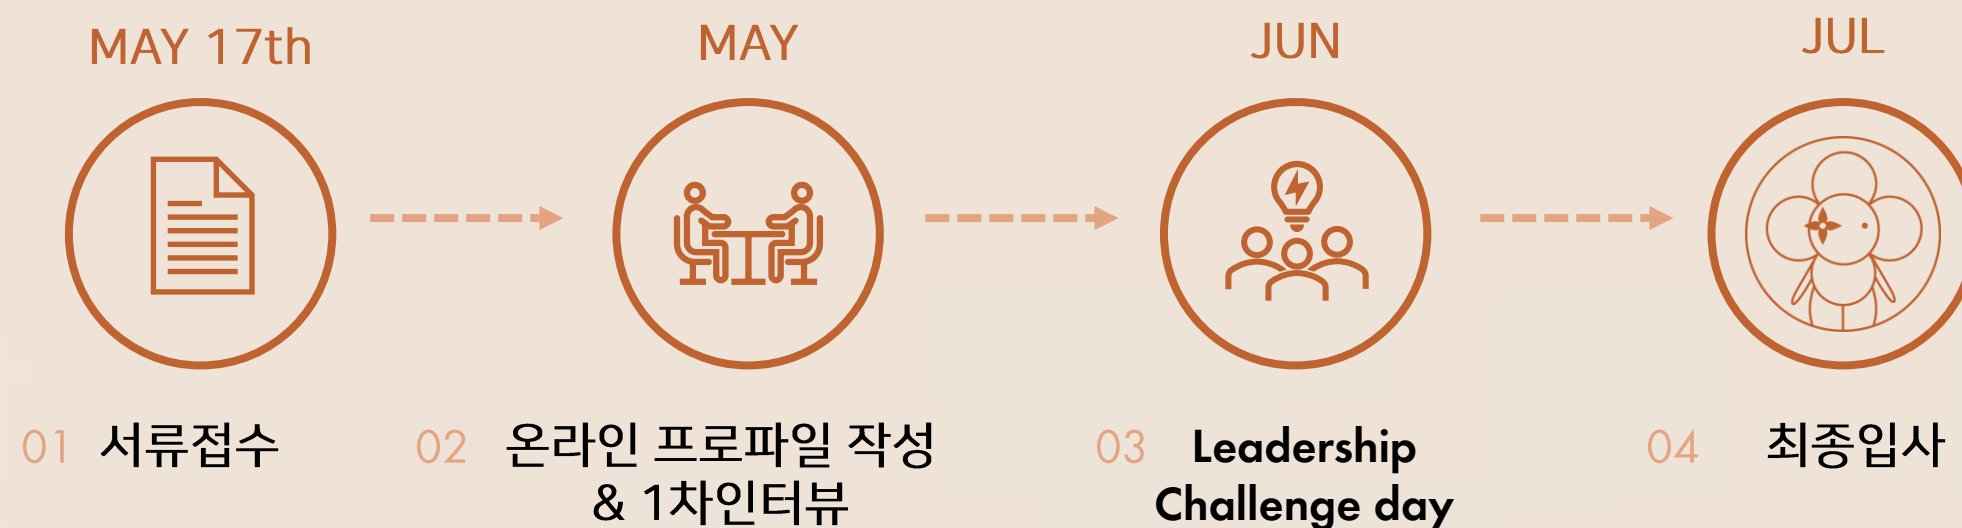 MAY 17th
MAY
JUN
JUL
01 서류접수
02 온라인 프로파일 작성
& 1차인터뷰
03 Leadership
Challenge day
04 최종입사